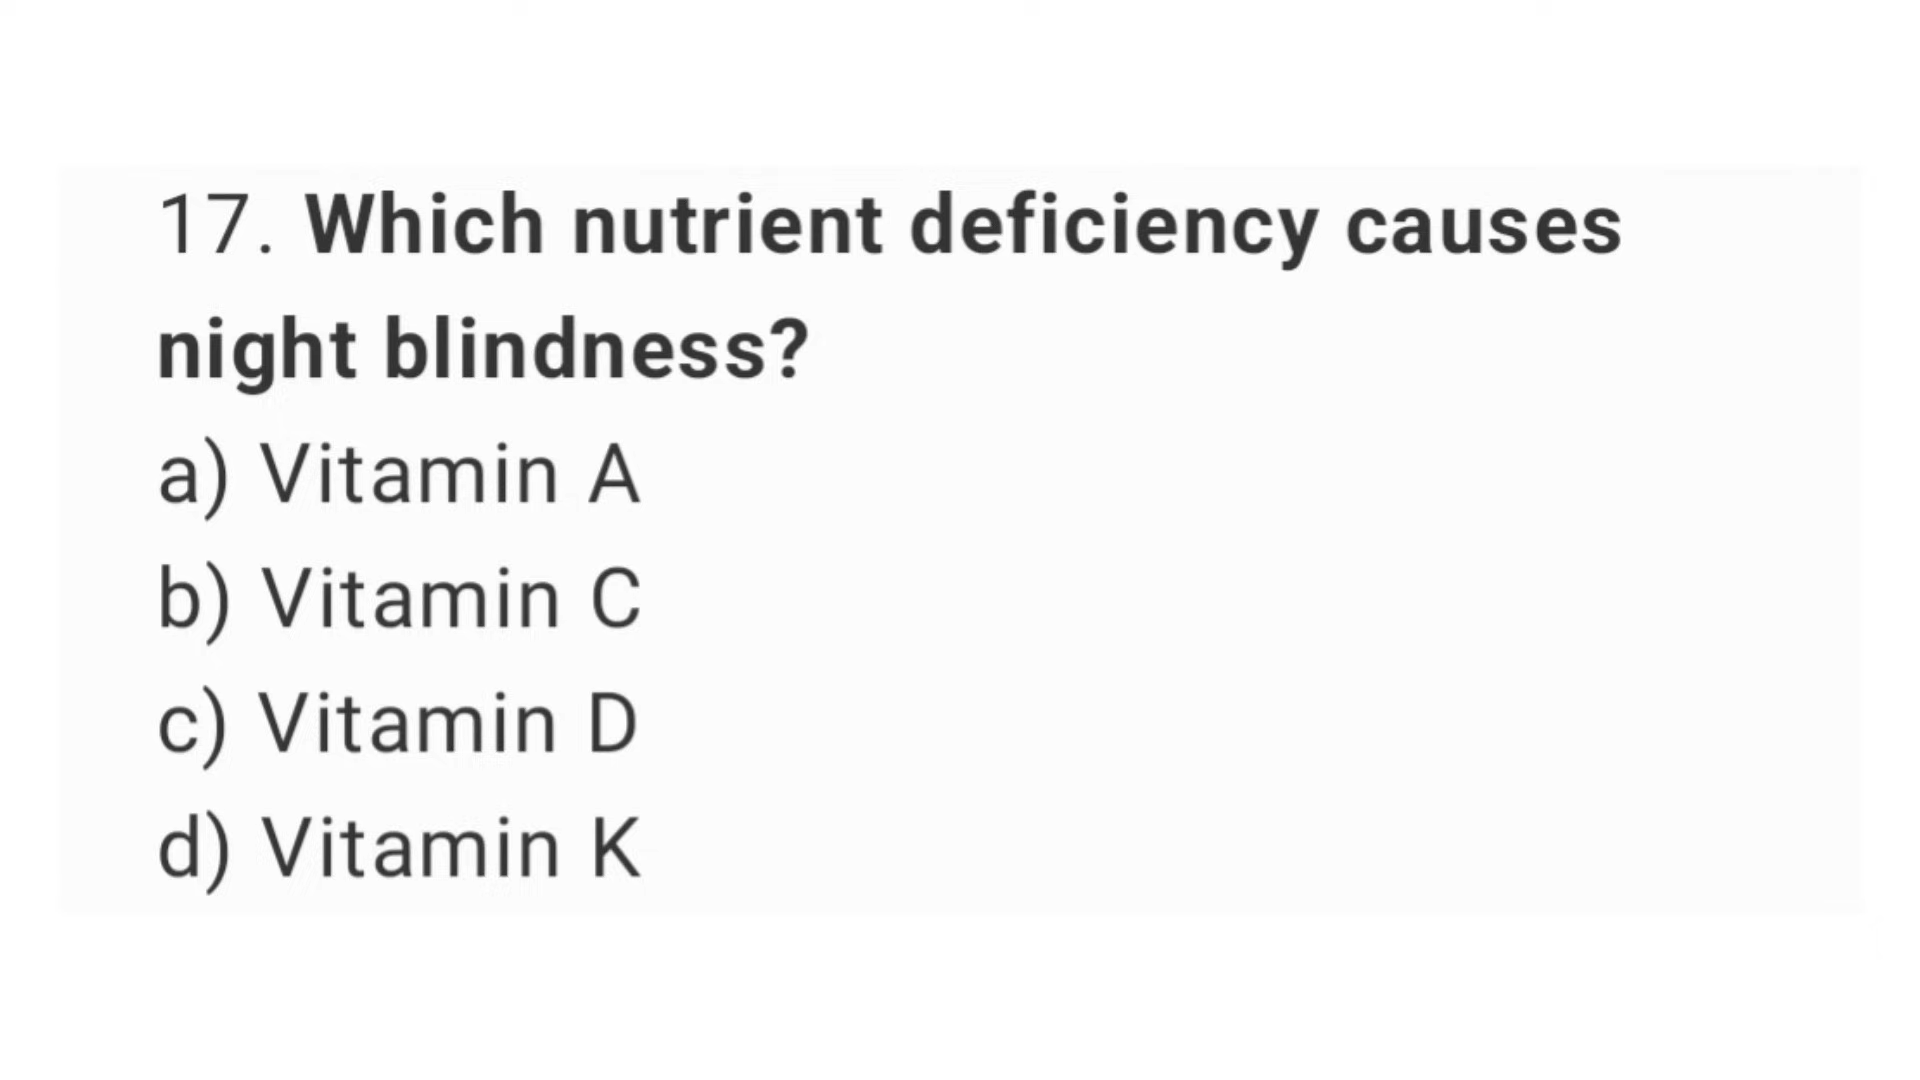 17. Which nutrient deficiency causes
night blindness?
a) Vitamin A
b) Vitamin C
c) Vitamin D
d) Vitamin K